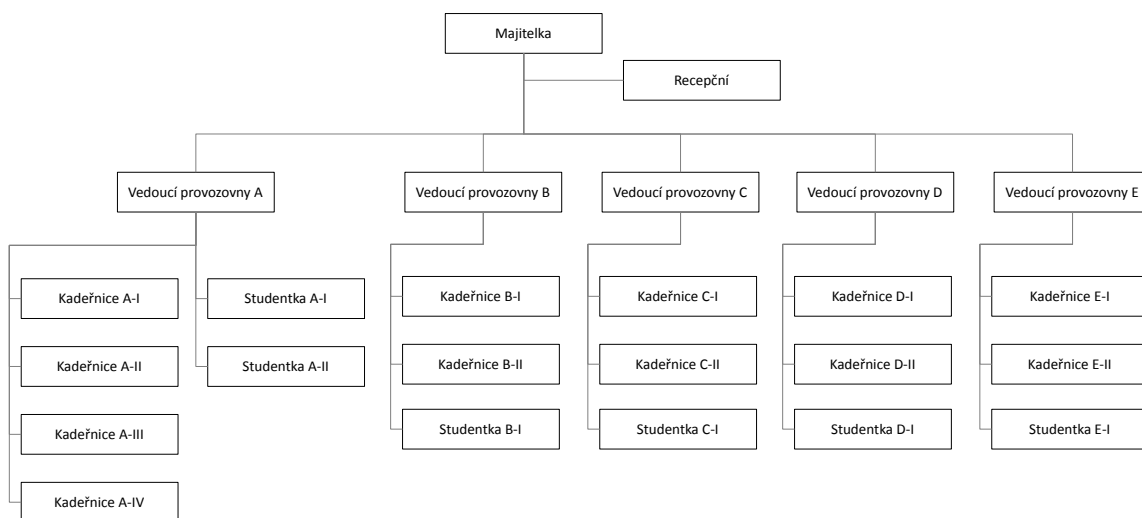 Majitelka
Recepční
Vedoucí provozovny A
Vedoucí provozovny B
Vedoucí provozovny C
Vedoucí provozovny D
Vedoucí provozovny E
Kadeřnice A-I
Studentka A-I
Kadeřnice B-I
Kadeřnice C-I
Kadeřnice D-I
Kadeřnice E-I
Kadeřnice A-II
Studentka A-II
Kadeřnice B-II
Kadeřnice C-II
Kadeřnice D-II
Kadeřnice E-II
Kadeřnice A-III
Studentka B-I
Studentka C-I
Studentka D-I
Studentka E-I
Kadeřnice A-IV